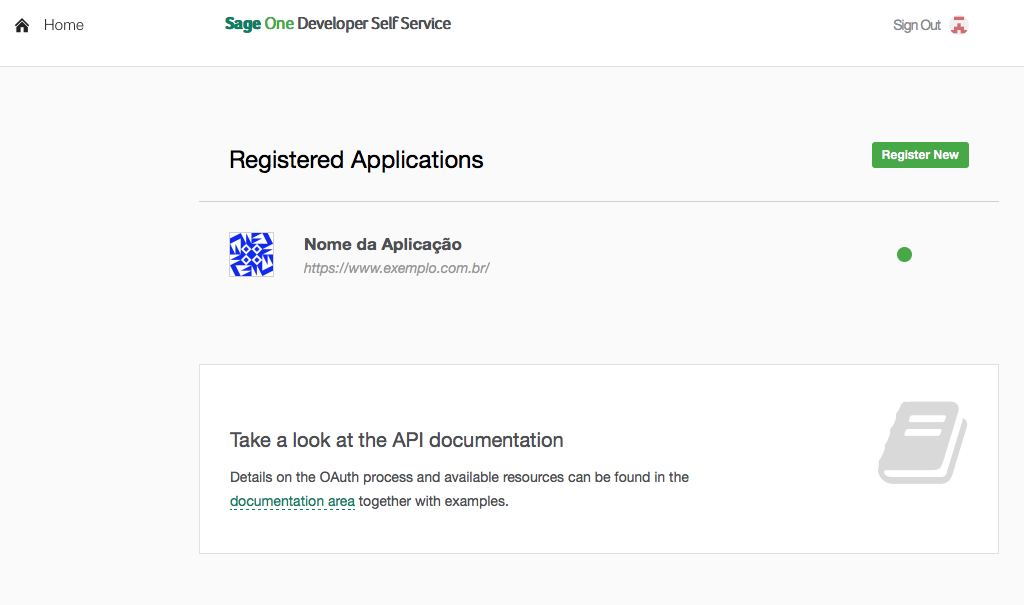 Home
Sage One Developer Self Service
Sign Out
Registered Applications
Register New
Nome da Aplicação
https://www.exemplo.com.br/
Take a look at the API documentation
Details on the OAuth process and available resources can be found in the
documentation area together with examples.